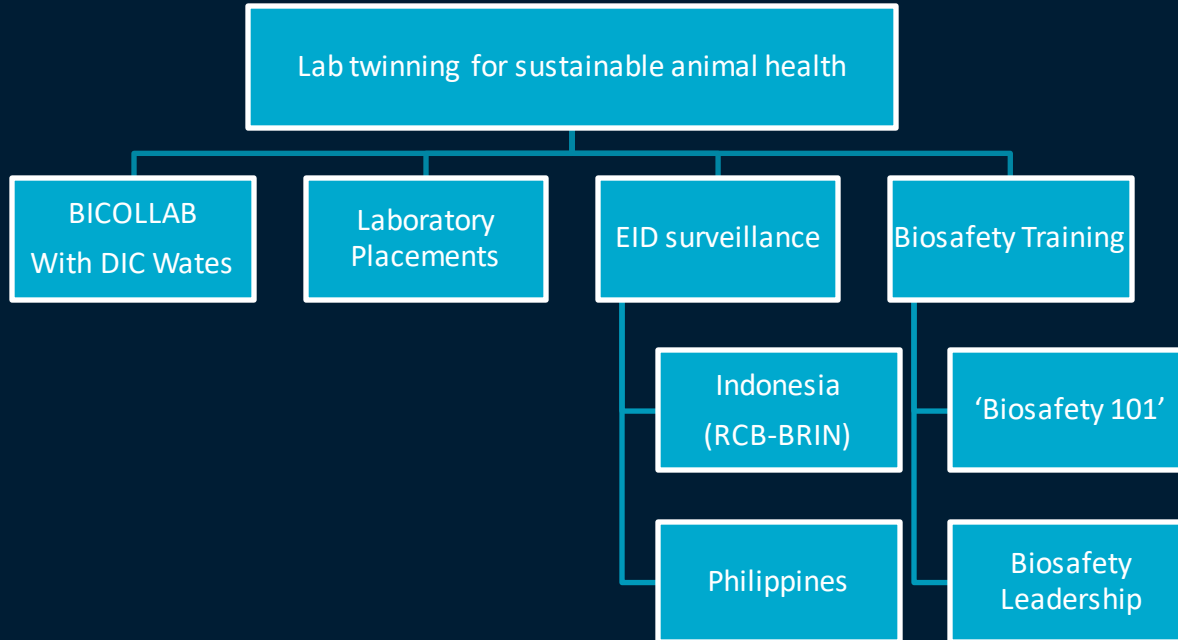 Lab twinning for sustainable animal health
BICOLLAB
With DIC Wates
Laboratory
Placements
EID surveillance
Biosafety Training
Indonesia
(RCB-BRIN)
‘Biosafety 101’
Philippines
Biosafety
Leadership